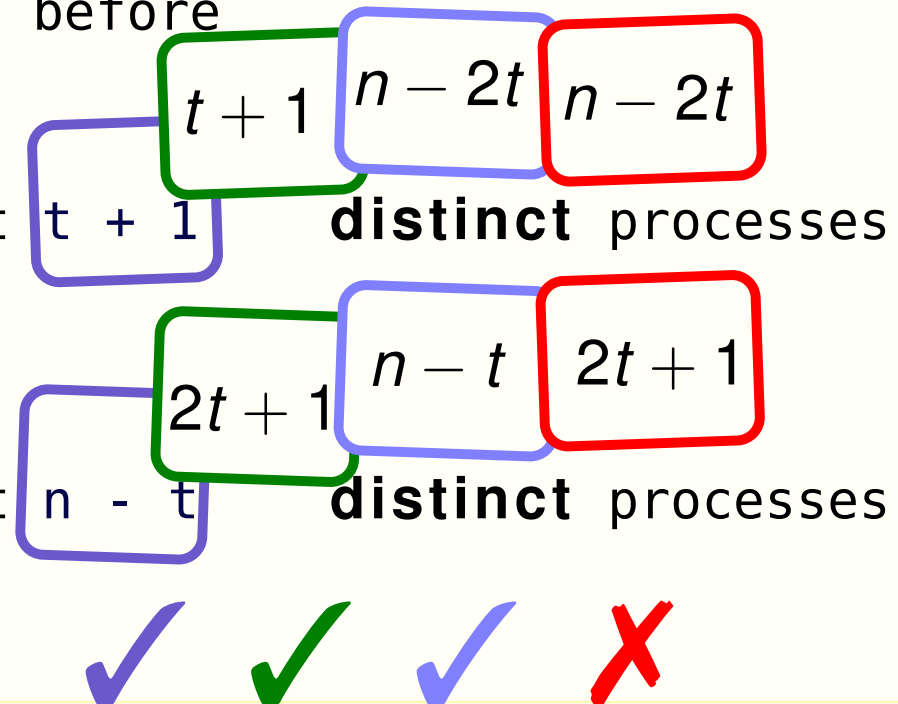 before
t + 1 n − 2t n − 2t
t + 1 distinct processes
2t + 1 n − t 2t + 1
n - t distinct processes
✓ ✓ ✓ ✗